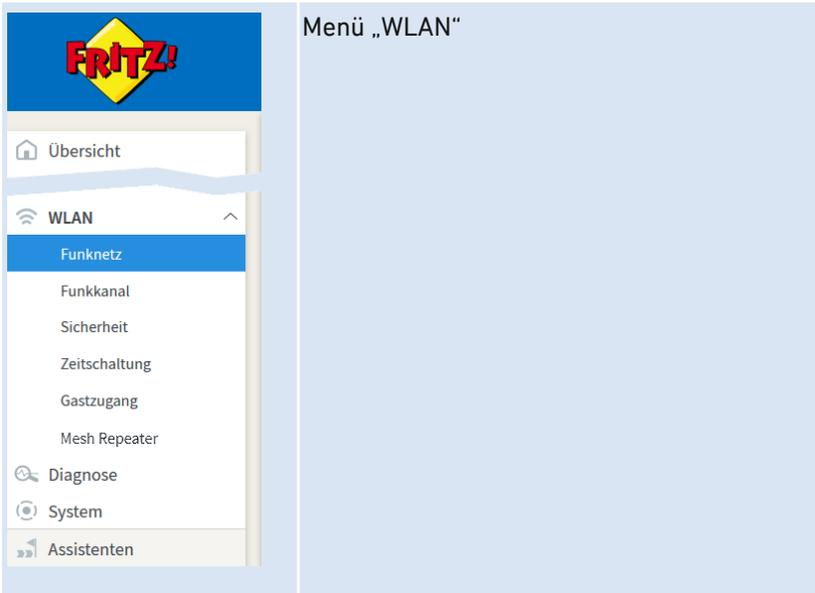 FRITZ!
Menü „WLAN“
Übersicht
WLAN
Funknetz
Funkkanal
Sicherheit
Zeitschaltung
Gastzugang
Mesh Repeater
Diagnose
System
Assistenten